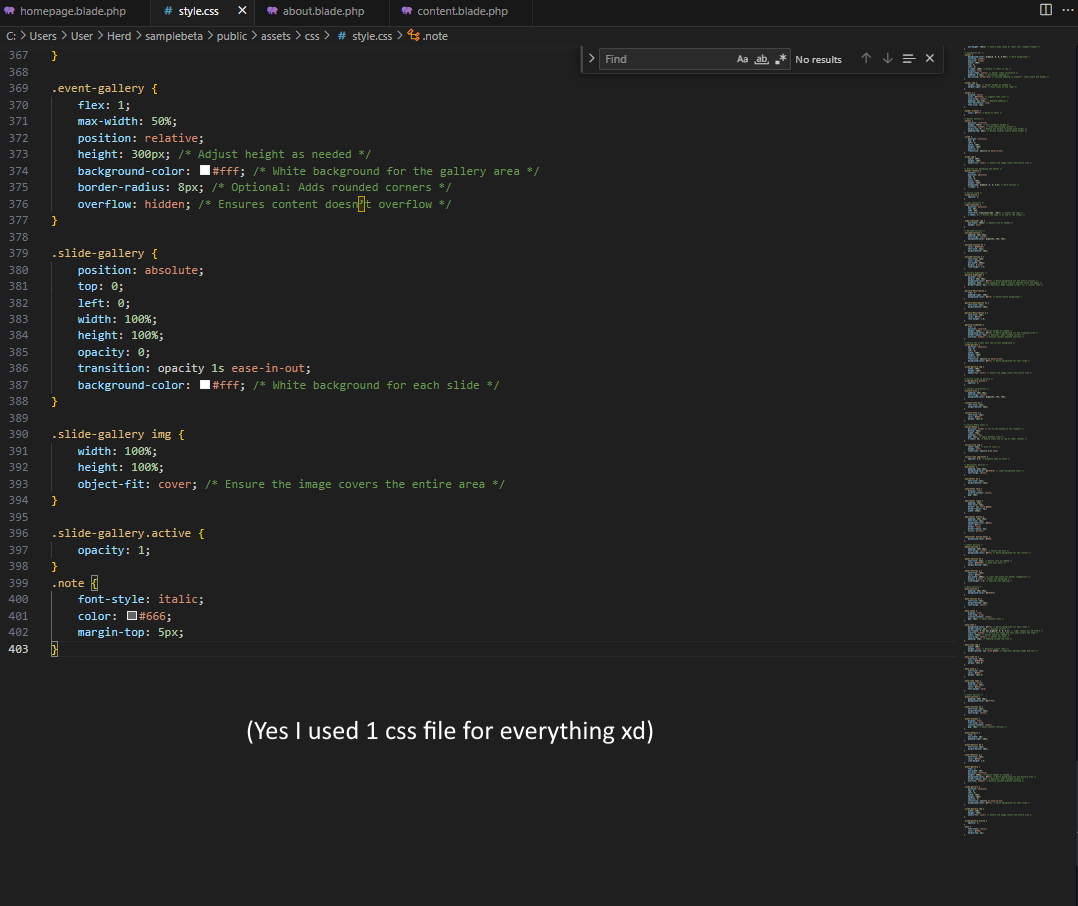 homepage.blade.php # style.css about.blade.php content.blade.php
C: > Users > User > Herd > samplebeta > public > assets > css > # style.css > .note
Find Aa ab .* No results
367 }
368
369 .event-gallery {
370 flex: 1;
371 max-width: 50%;
372 position: relative;
373 height: 300px; /* Adjust height as needed */
374 background-color: #fff; /* White background for the gallery area */
375 border-radius: 8px; /* Optional: Adds rounded corners */
376 overflow: hidden; /* Ensures content doesn’t overflow */
377 }
378
379 .slide-gallery {
380 position: absolute;
381 top: 0;
382 left: 0;
383 width: 100%;
384 height: 100%;
385 opacity: 0;
386 transition: opacity 1s ease-in-out;
387 background-color: #fff; /* White background for each slide */
388 }
389
390 .slide-gallery img {
391 width: 100%;
392 height: 100%;
393 object-fit: cover; /* Ensure the image covers the entire area */
394 }
395
396 .slide-gallery.active {
397 opacity: 1;
398 }
399 .note {
400 font-style: italic;
401 color: #666;
402 margin-top: 5px;
403 }
(Yes I used 1 css file for everything xd)